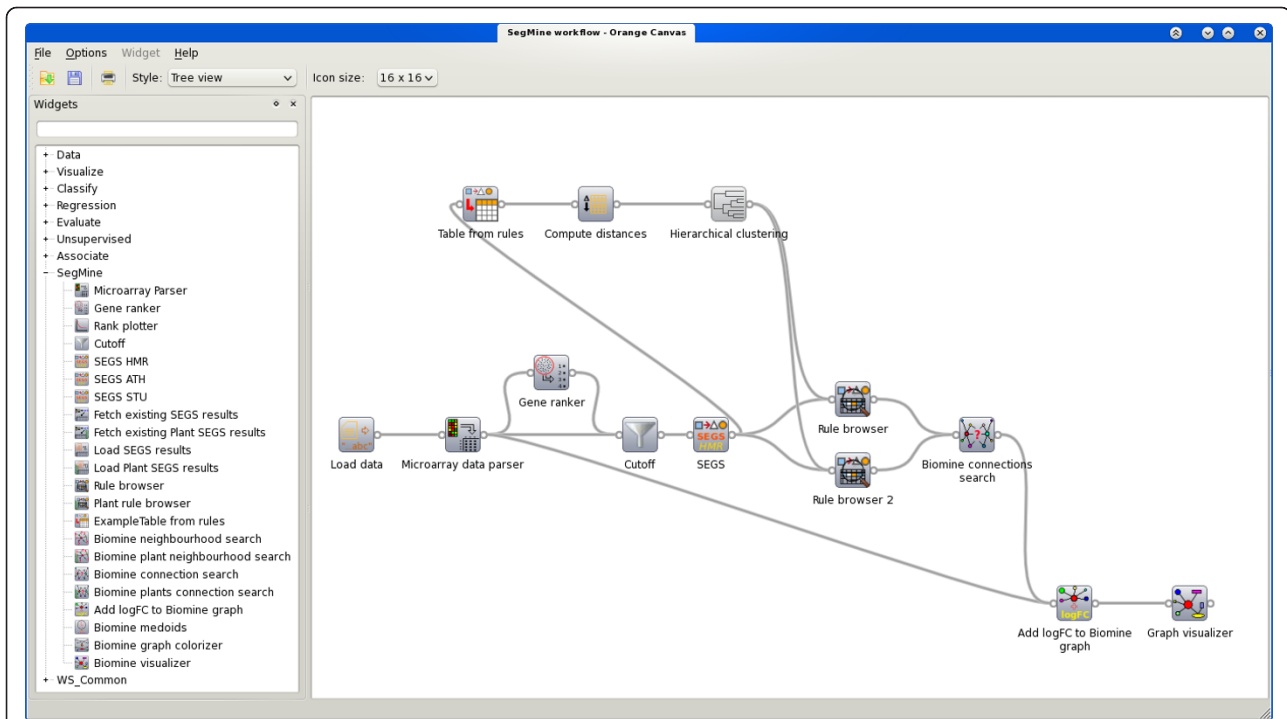 SegMine workflow - Orange Canvas
File Options Widget Help
Style: Tree view Icon size: 16 x 16
Widgets
Data
Visualize
Classify
Regression
Evaluate
Unsupervised
Associate
SegMine
Microarray Parser
Gene ranker
Rank plotter
Cutoff
SEGS HMR
SEGS ATH
SEGS STU
Fetch existing SEGS results
Fetch existing Plant SEGS results
Load SEGS results
Load Plant SEGS results
Rule browser
Plant rule browser
ExampleTable from rules
Biomine neighbourhood search
Biomine plant neighbourhood search
Biomine connection search
Biomine plants connection search
Add logFC to Biomine graph
Biomine medoids
Biomine graph colorizer
Biomine visualizer
WS_Common
Table from rules
Compute distances
Hierarchical clustering
Gene ranker
abc
Load data
Microarray data parser
Cutoff
SEGS
HMR
SEGS
Rule browser
Rule browser 2
Biomine connections
search
logFC
Add logFC to Biomine
graph
Graph visualizer